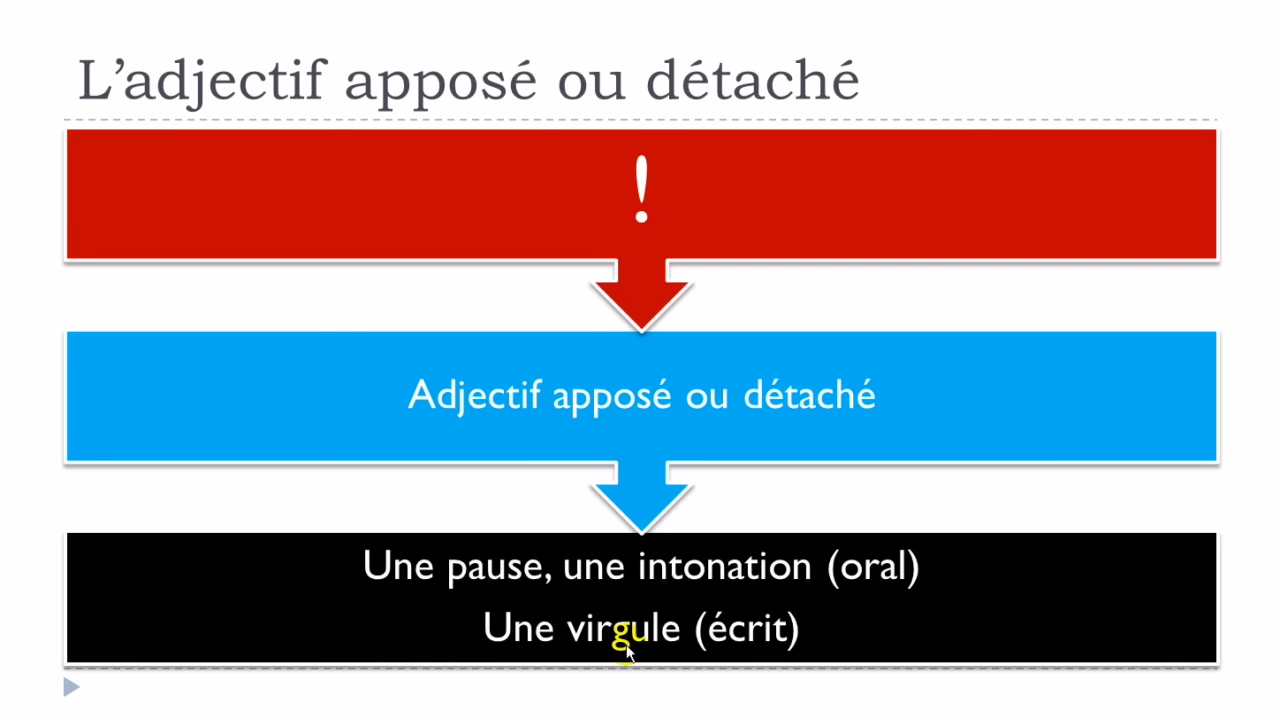 L’adjectif apposé ou détaché
!
Adjectif apposé ou détaché
Une pause, une intonation (oral)
Une virgule (écrit)